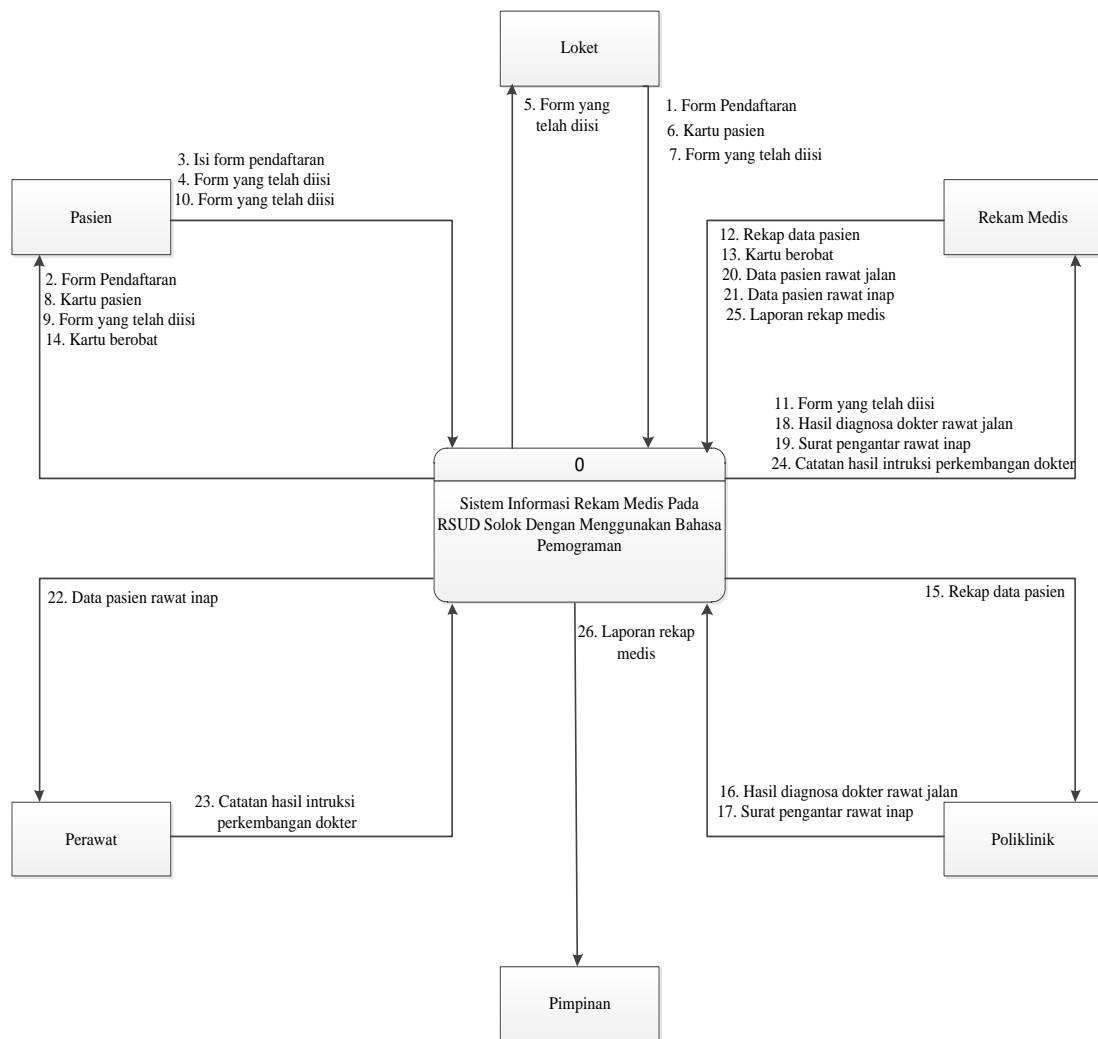 Loket
5. Form yang
telah diisi
1. Form Pendaftaran
6. Kartu pasien
7. Form yang telah diisi
3. Isi form pendaftaran
4. Form yang telah diisi
10. Form yang telah diisi
Pasien
2. Form Pendaftaran
8. Kartu pasien
9. Form yang telah diisi
14. Kartu berobat
Rekam Medis
12. Rekap data pasien
13. Kartu berobat
20. Data pasien rawat jalan
21. Data pasien rawat inap
25. Laporan rekap medis
11. Form yang telah diisi
18. Hasil diagnosa dokter rawat jalan
19. Surat pengantar rawat inap
24. Catatan hasil intruksi perkembangan dokter
0
Sistem Informasi Rekam Medis Pada
RSUD Solok Dengan Menggunakan Bahasa
Pemograman
22. Data pasien rawat inap
15. Rekap data pasien
26. Laporan rekap
medis
23. Catatan hasil intruksi
perkembangan dokter
Perawat
16. Hasil diagnosa dokter rawat jalan
17. Surat pengantar rawat inap
Poliklinik
Pimpinan